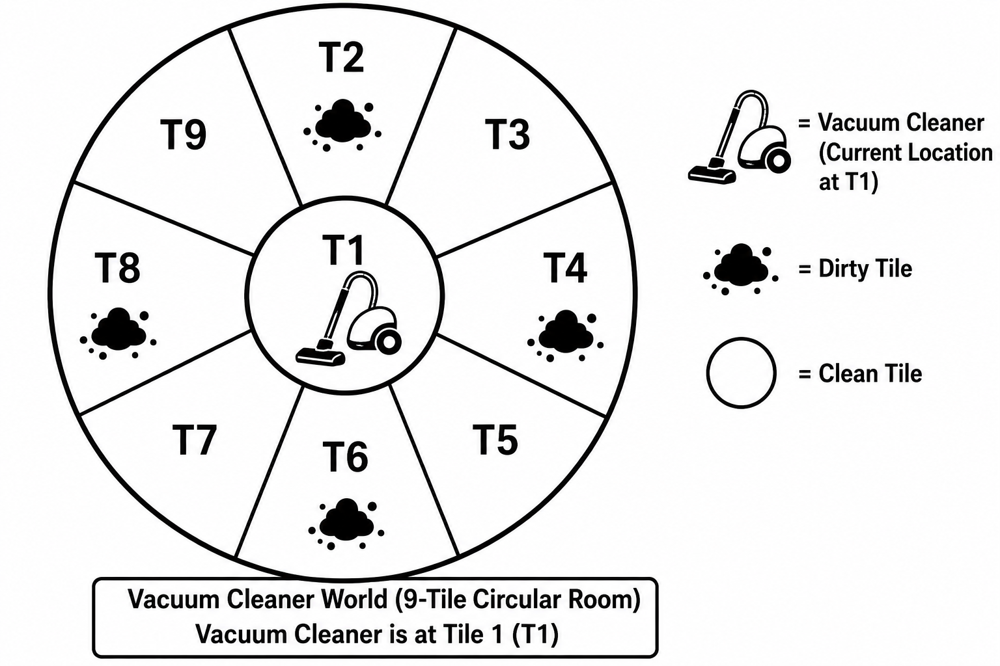 T2
T9
T3
T1
T8
T4
T7
T5
T6
= Vacuum Cleaner
(Current Location
at T1)
= Dirty Tile
= Clean Tile
Vacuum Cleaner World (9-Tile Circular Room)
Vacuum Cleaner is at Tile 1 (T1)